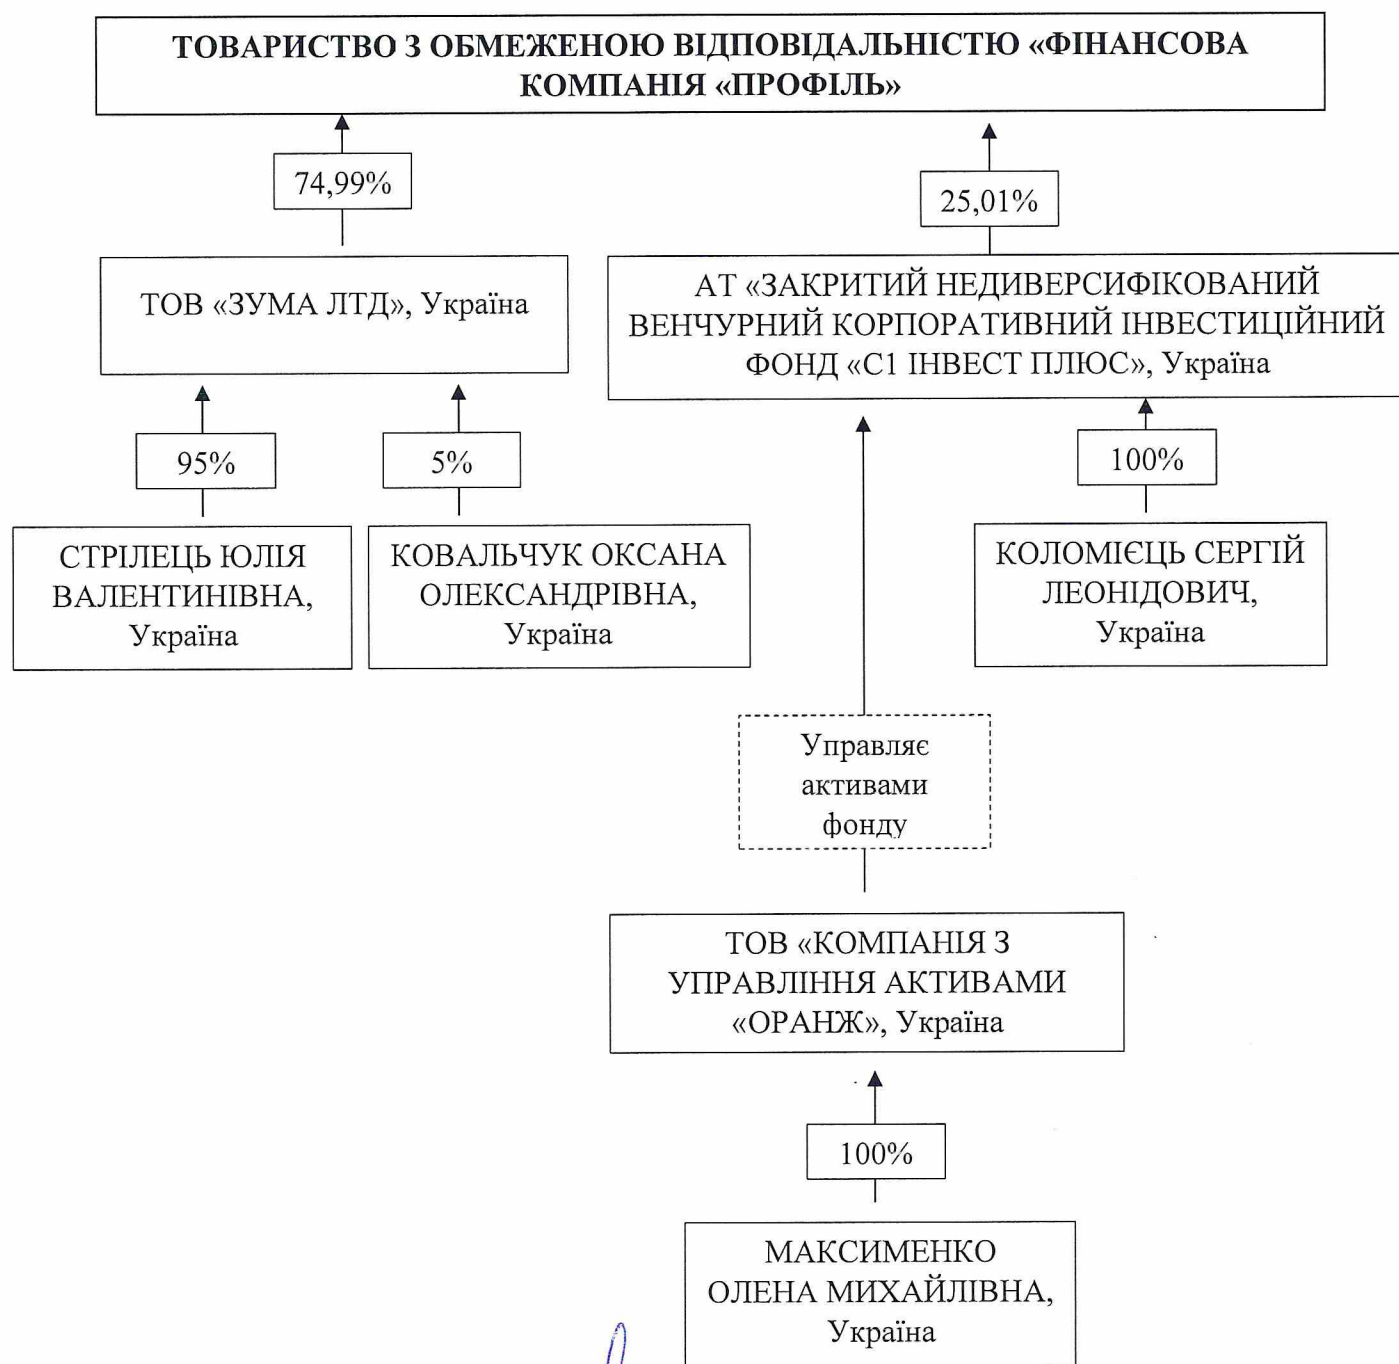 ТОВАРИСТВО З ОБМЕЖЕНОЮ ВІДПОВІДАЛЬНІСТЮ «ФІНАНСОВА
КОМПАНІЯ «ПРОФІЛЬ»
74,99%
25,01%
ТОВ «ЗУМА ЛТД», Україна
АТ «ЗАКРИТИЙ НЕДИВЕРСИФІКОВАНИЙ
ВЕНЧУРНИЙ КОРПОРАТИВНИЙ ІНВЕСТИЦІЙНИЙ
ФОНД «С1 ІНВЕСТ ПЛЮС», Україна
95%
5%
100%
СТРІЛЕЦЬ ЮЛІЯ
ВАЛЕНТИНІВНА,
Україна
КОВАЛЬЧУК ОКСАНА
ОЛЕКСАНДРІВНА,
Україна
КОЛОМІЄЦЬ СЕРГІЙ
ЛЕОНІДОВИЧ,
Україна
Управляє
активами
фонду
ТОВ «КОМПАНІЯ З
УПРАВЛІННЯ АКТИВАМИ
«ОРАНЖ», Україна
100%
МАКСИМЕНКО
ОЛЕНА МИХАЙЛІВНА,
Україна